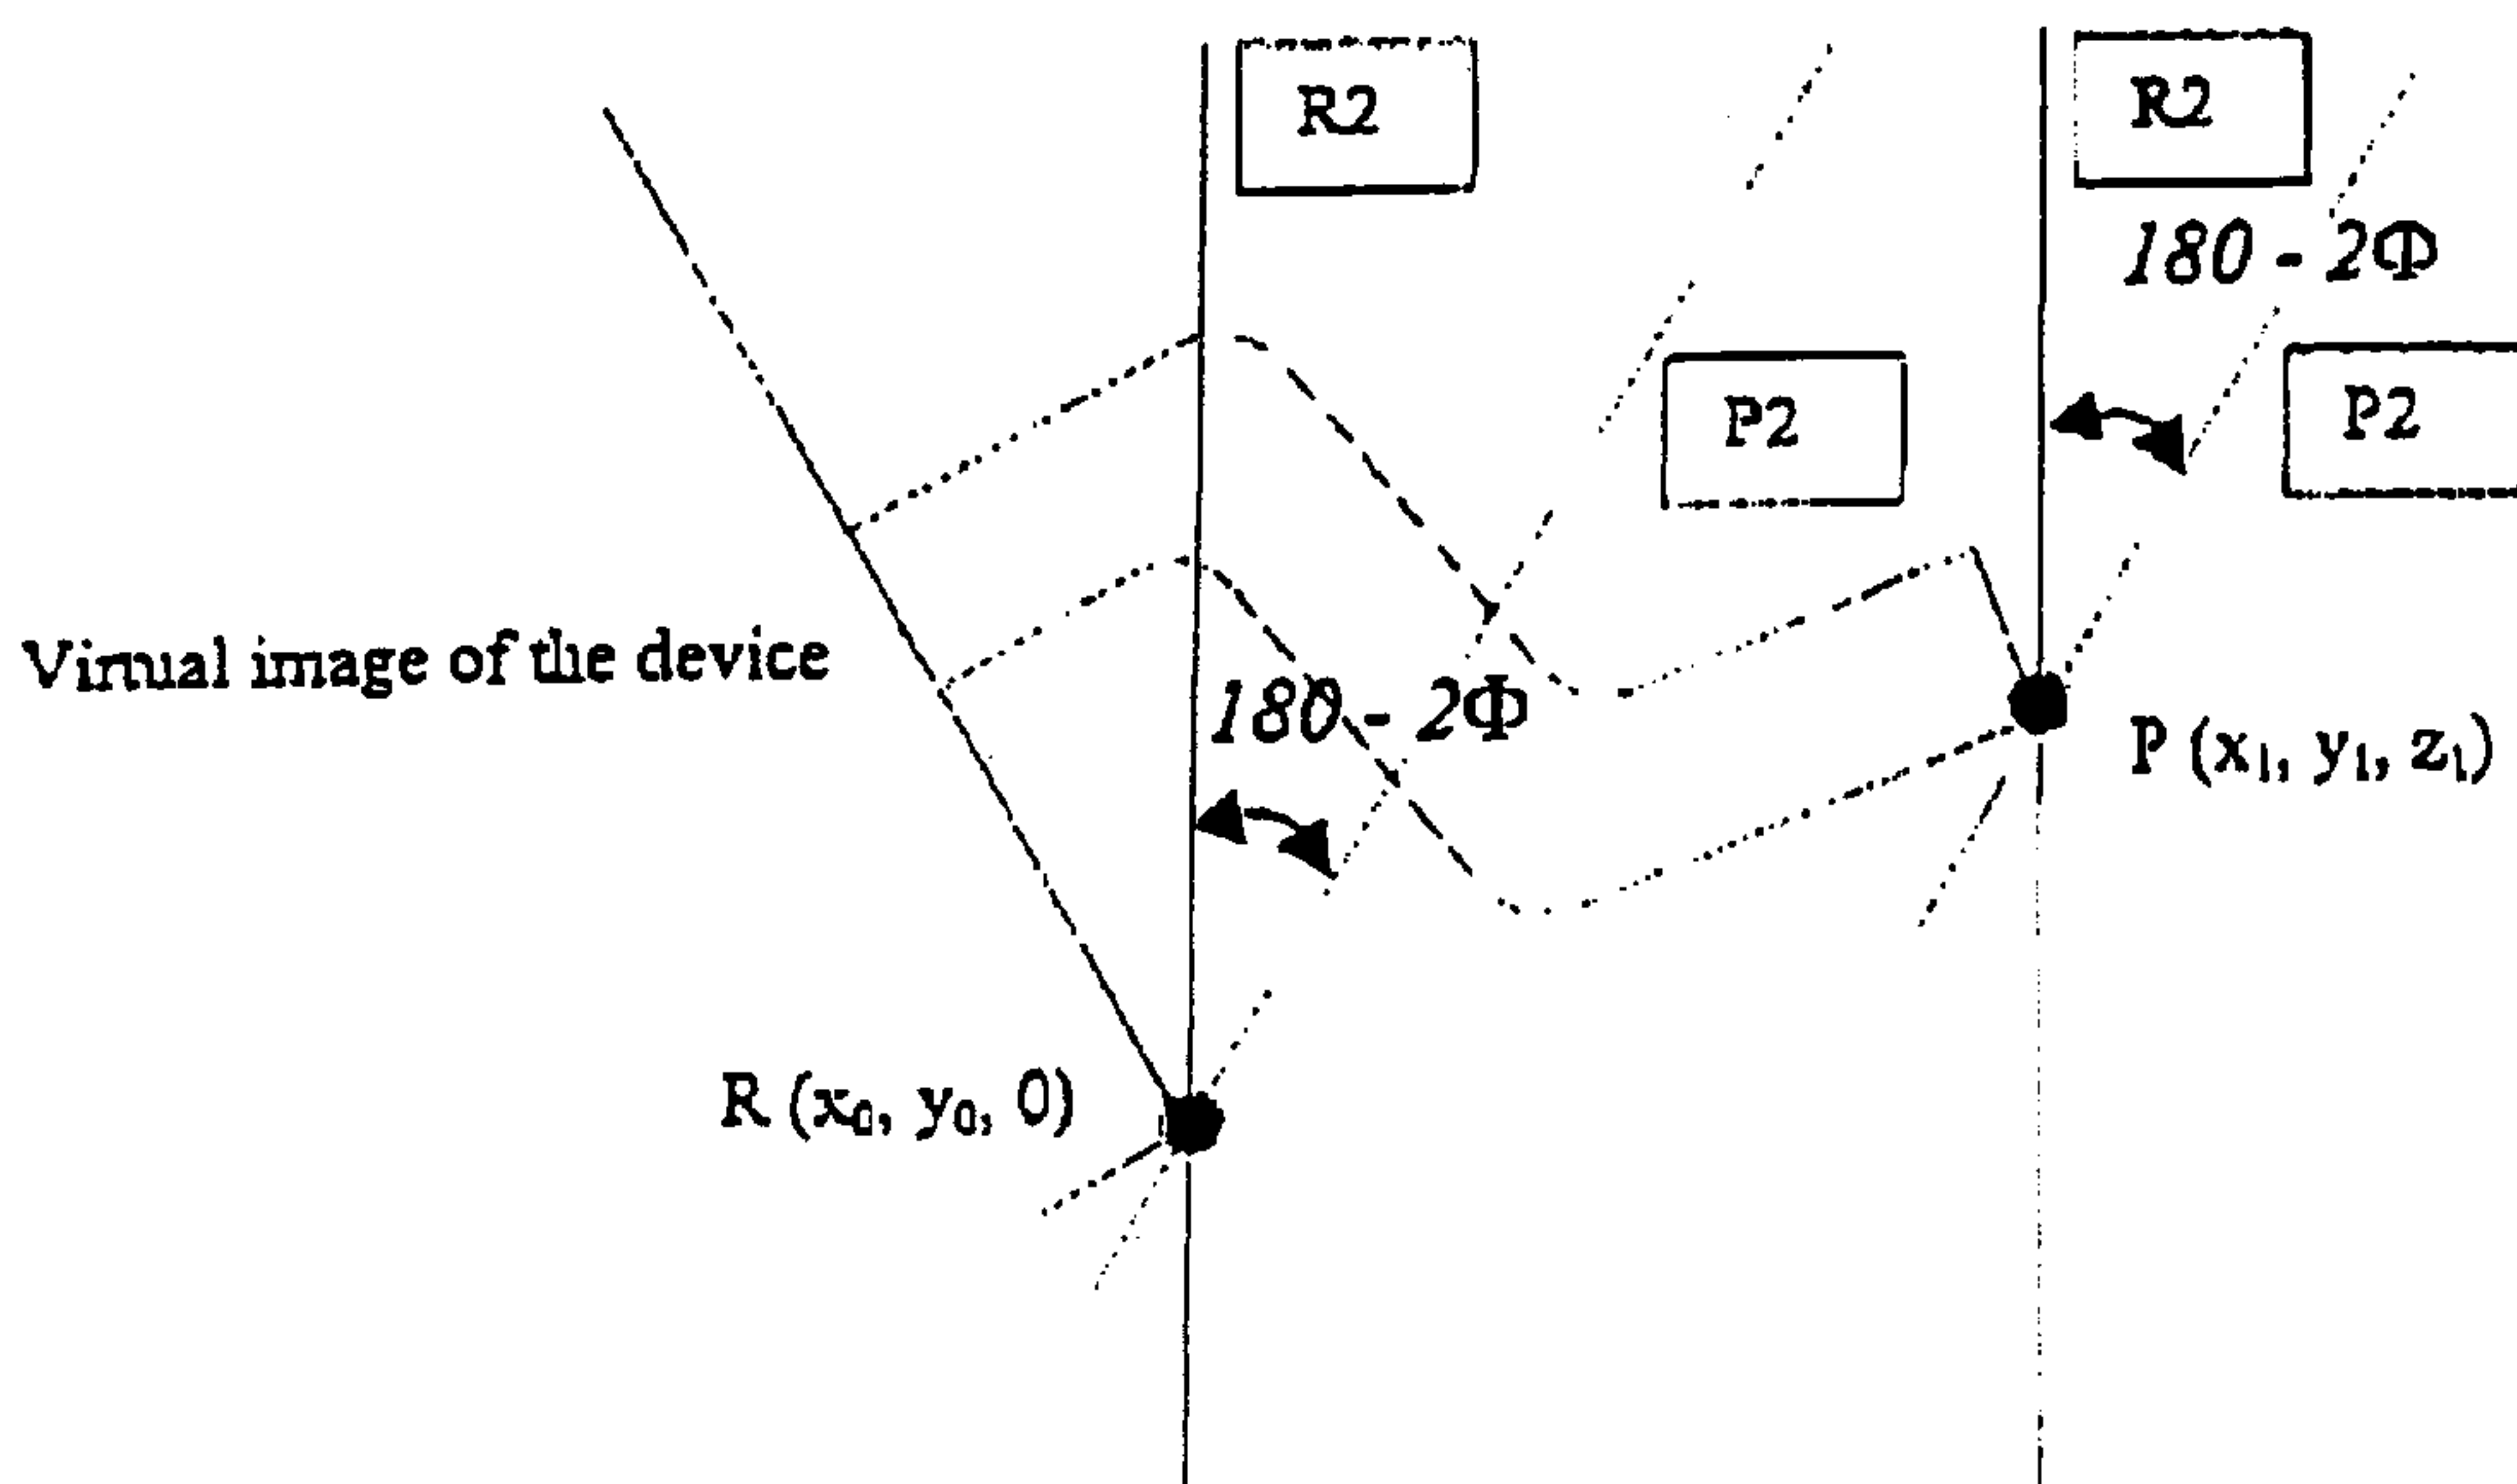 R2
R2
180 - 2Φ
P2
P2
Virtual image of the device
180 - 2Φ
P (x₁, y₁, z₁)
R (x₀, y₀, 0)